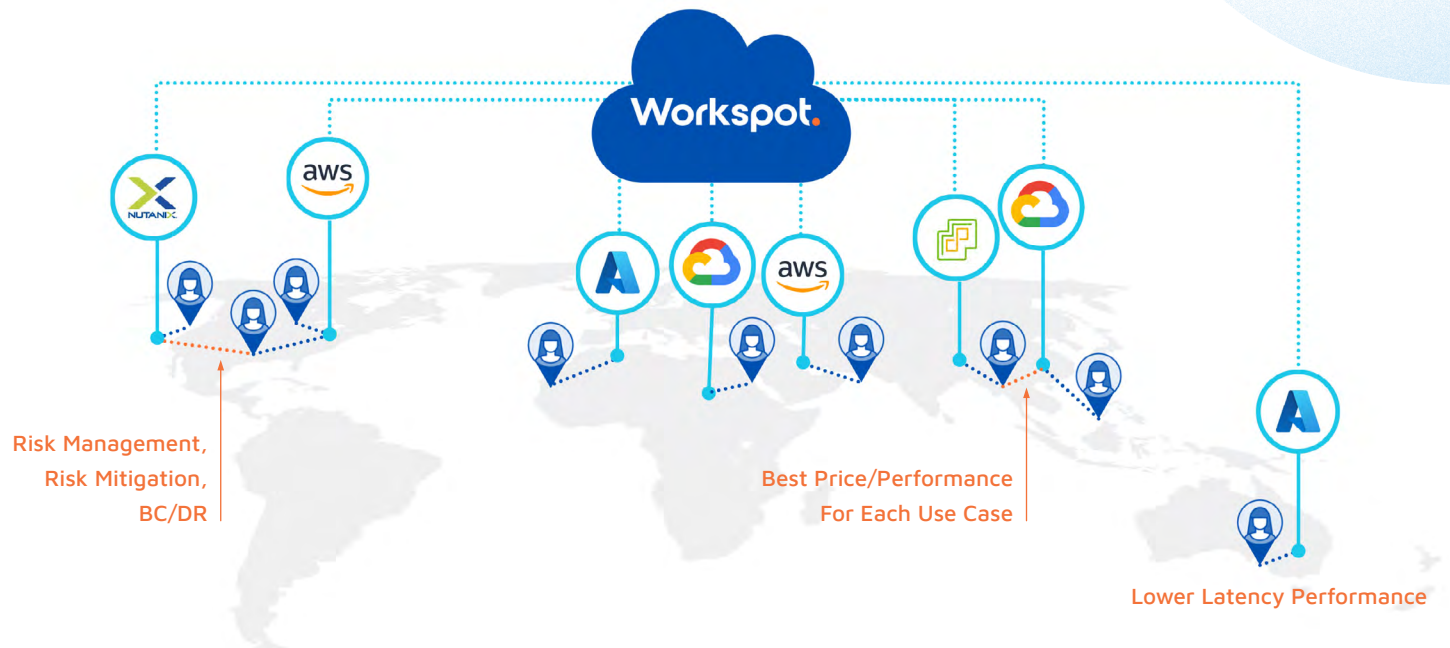 Workspot.
aws
NUTANIX.
aws
Risk Management,
Risk Mitigation,
BC/DR
Best Price/Performance
For Each Use Case
Lower Latency Performance